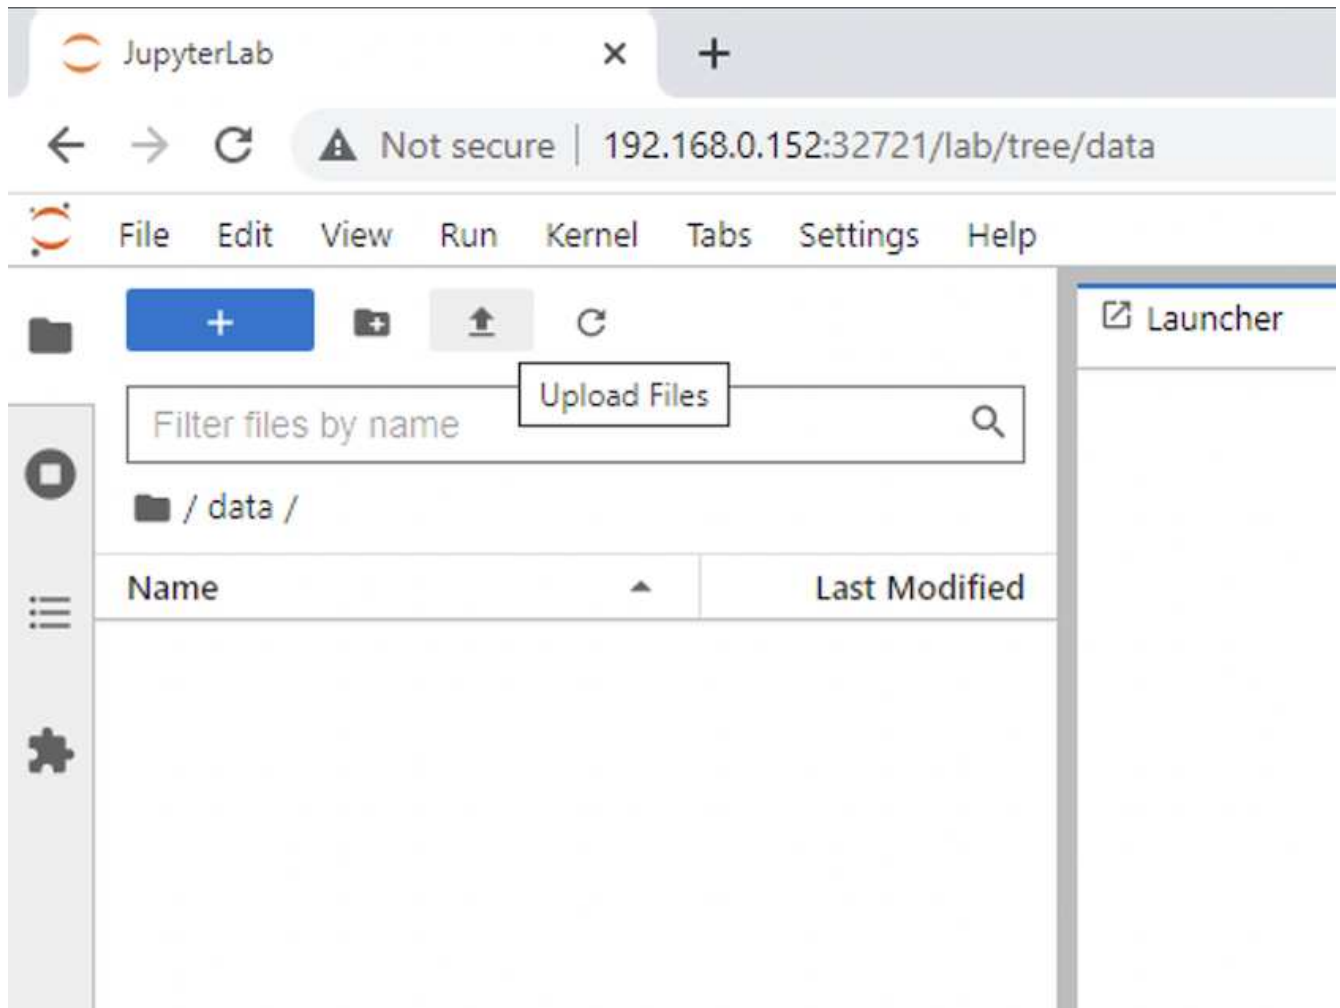 JupyterLab
Not secure 192.168.0.152:32721/lab/tree/data
File Edit View Run Kernel Tabs Settings Help
Launcher
Upload Files
Filter files by name
/ data /
Name Last Modified